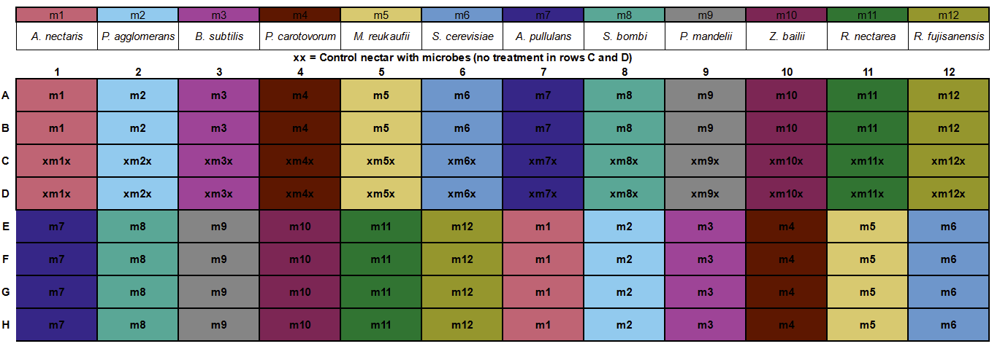 m1 m2 m3 m4 m5 m6 m7 m8 m9 m10 m11 m12
A. nectaris P. agglomerans B. subtilis P. carotovorum M. reukaufii S. cerevisiae A. pullulans S. bombi P. mandelii Z. bailii R. nectarea R. fujisanensis
xx = Control nectar with microbes (no treatment in rows C and D)
1 2 3 4 5 6 7 8 9 10 11 12
A m1 m2 m3 m4 m5 m6 m7 m8 m9 m10 m11 m12
B m1 m2 m3 m4 m5 m6 m7 m8 m9 m10 m11 m12
C xm1x xm2x xm3x xm4x xm5x xm6x xm7x xm8x xm9x xm10x xm11x xm12x
D xm1x xm2x xm3x xm4x xm5x xm6x xm7x xm8x xm9x xm10x xm11x xm12x
E m7 m8 m9 m10 m11 m12 m1 m2 m3 m4 m5 m6
F m7 m8 m9 m10 m11 m12 m1 m2 m3 m4 m5 m6
G m7 m8 m9 m10 m11 m12 m1 m2 m3 m4 m5 m6
H m7 m8 m9 m10 m11 m12 m1 m2 m3 m4 m5 m6